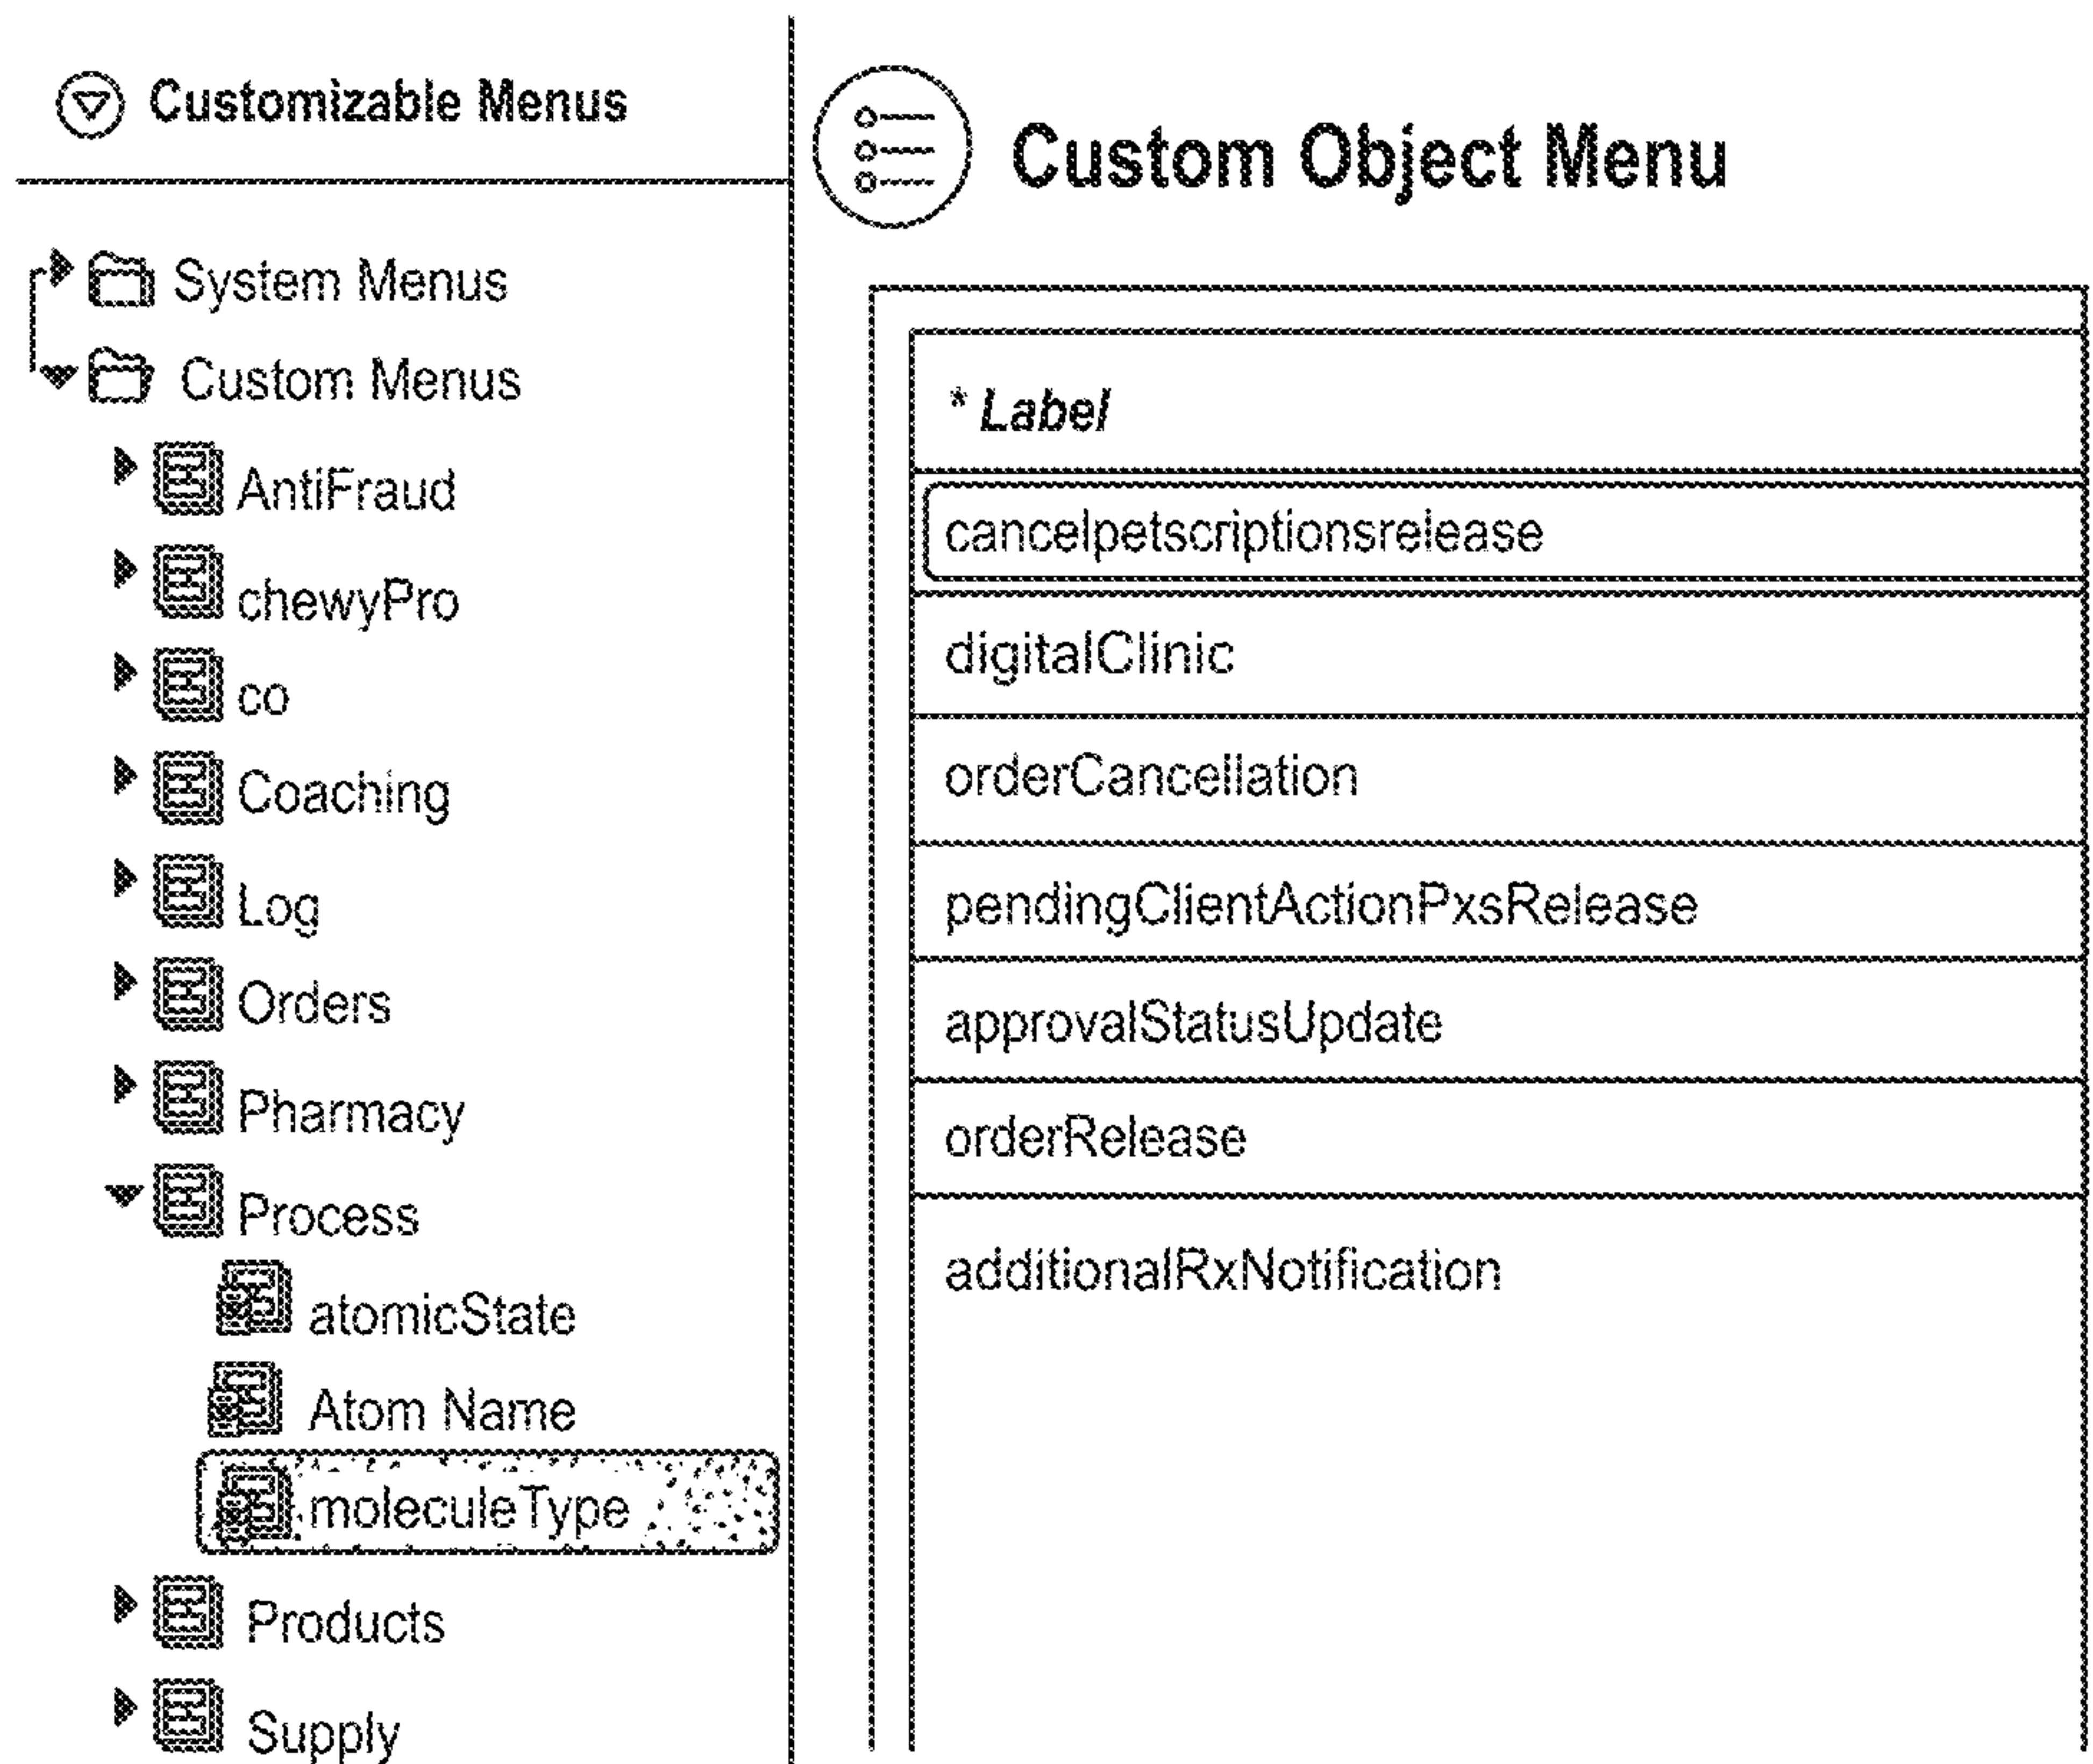 Customizable Menus
System Menus
Custom Menus
AntiFraud
chewyPro
co
Coaching
Log
Orders
Pharmacy
Process
atomicState
Atom Name
moleculeType
Products
Supply
Custom Object Menu
* Label
cancelpetscriptionsrelease
digitalClinic
orderCancellation
pendingClientActionPxsRelease
approvalStatusUpdate
orderRelease
additionalRxNotification